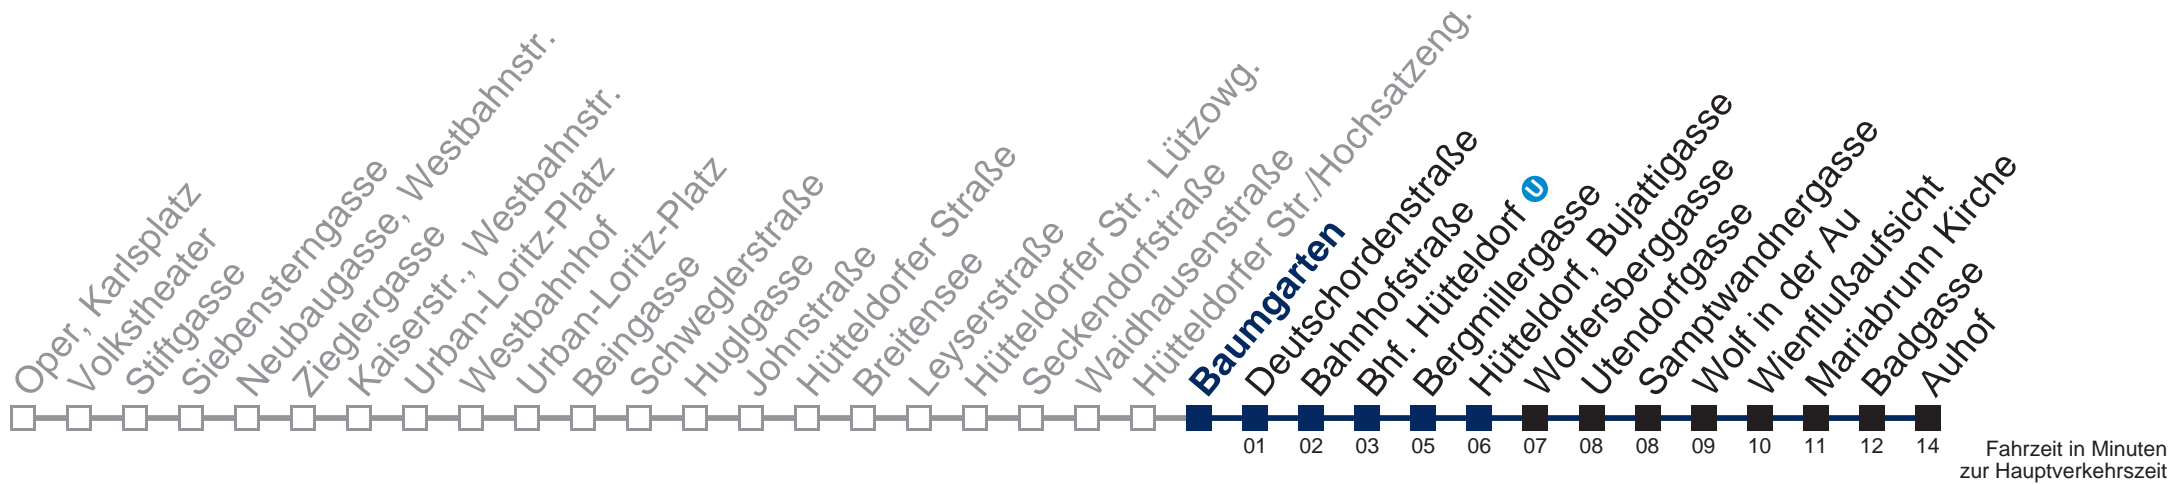 Oper, Karlsplatz
Volkstheater
Stiftgasse
Siebensterngasse
Neubaugasse, Westbahnstr.
Zieglergasse
Kaiserstr., Westbahnstr.
Urban-Loritz-Platz
Westbahnhof
Urban-Loritz-Platz
Beingasse
Schweglerstraße
Huglgasse
Johnstraße
Hütteldorfer Straße
Breitensee
Leyserstraße
Hütteldorfer Str., Lützowg.
Seckendorfstraße
Waidhausenstraße
Hütteldorfer Str./Hochsatzeng.
Baumgarten
Deutschordenstraße
Bahnhofstraße
Bhf. Hütteldorf U
Bergmillergasse
Hütteldorf, Bujattigasse
Wolfersberggasse
Utendorfgasse
Samptwandnergasse
Wolf in der Au
Wienflußaufsicht
Mariabrunn Kirche
Badgasse
Auhof
01 02 03 05 06 07 08 08 09 10 11 12 14
Fahrzeit in Minuten
zur Hauptverkehrszeit